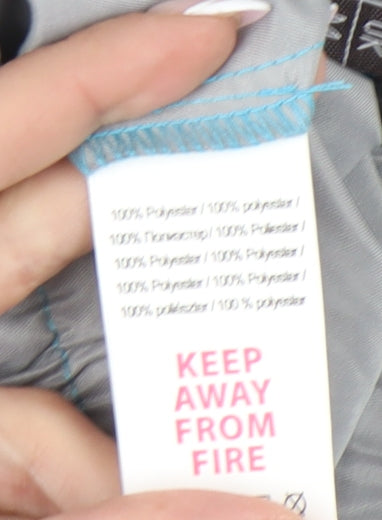 100% Polyester / 100% polyester /
100% Полиэстер / 100% Poliester /
100% Polyester / 100% Poliester /
100% Polyester / 100% Polyester /
100% poliészter / 100 % polyester
KEEP
AWAY
FROM
FIRE